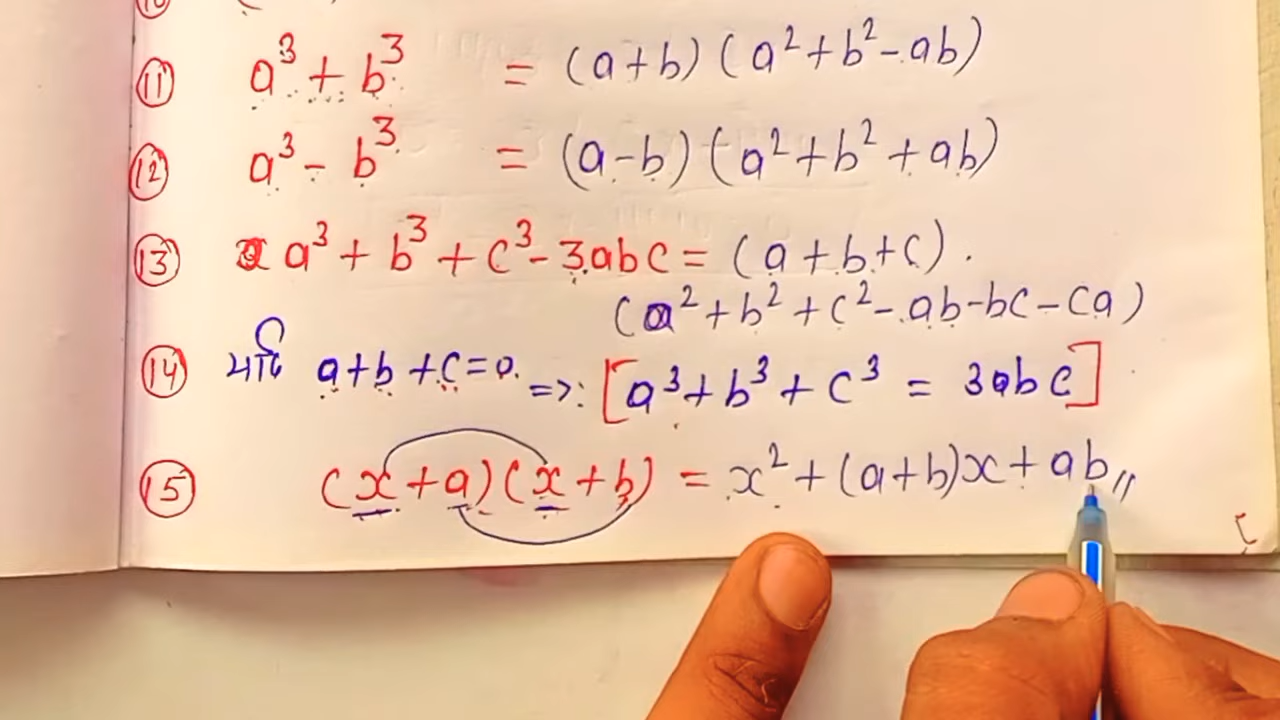 (11) a³ + b³ = (a+b) (a²+b²-ab)
(12) a³ - b³ = (a-b) (a²+b²+ab)
(13) a³ + b³ + c³ - 3abc = (a+b+c).
(a²+b²+c²-ab-bc-ca)
(14) यदि a+b+c=0. =>: [a³+b³+c³ = 3abc]
(15) (x+a)(x+b) = x²+(a+b)x+ab //